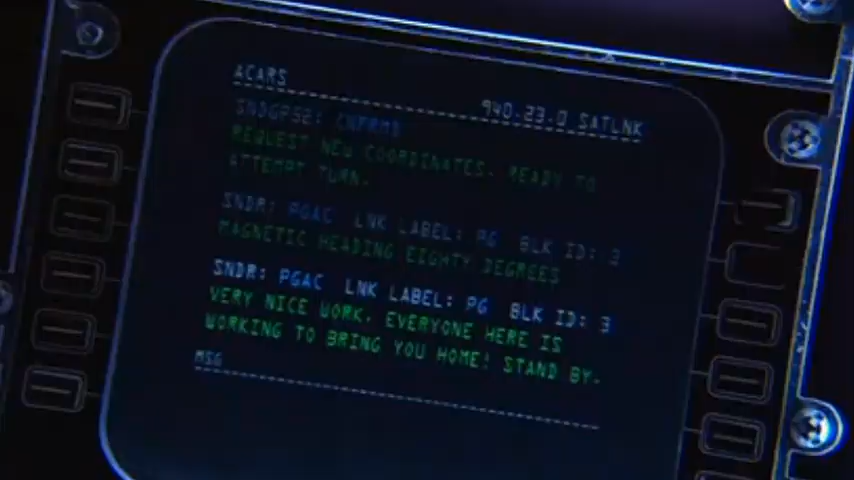 ACARS
940.23.0 SATLNK
REQUEST NEW COORDINATES. READY TO
ATTEMPT TURN.
SNDR: PGAC LNK LABEL: PG BLK ID: 3
MAGNETIC HEADING EIGHTY DEGREES
SNDR: PGAC LNK LABEL: PG BLK ID: 3
VERY NICE WORK. EVERYONE HERE IS
WORKING TO BRING YOU HOME! STAND BY.
MSG